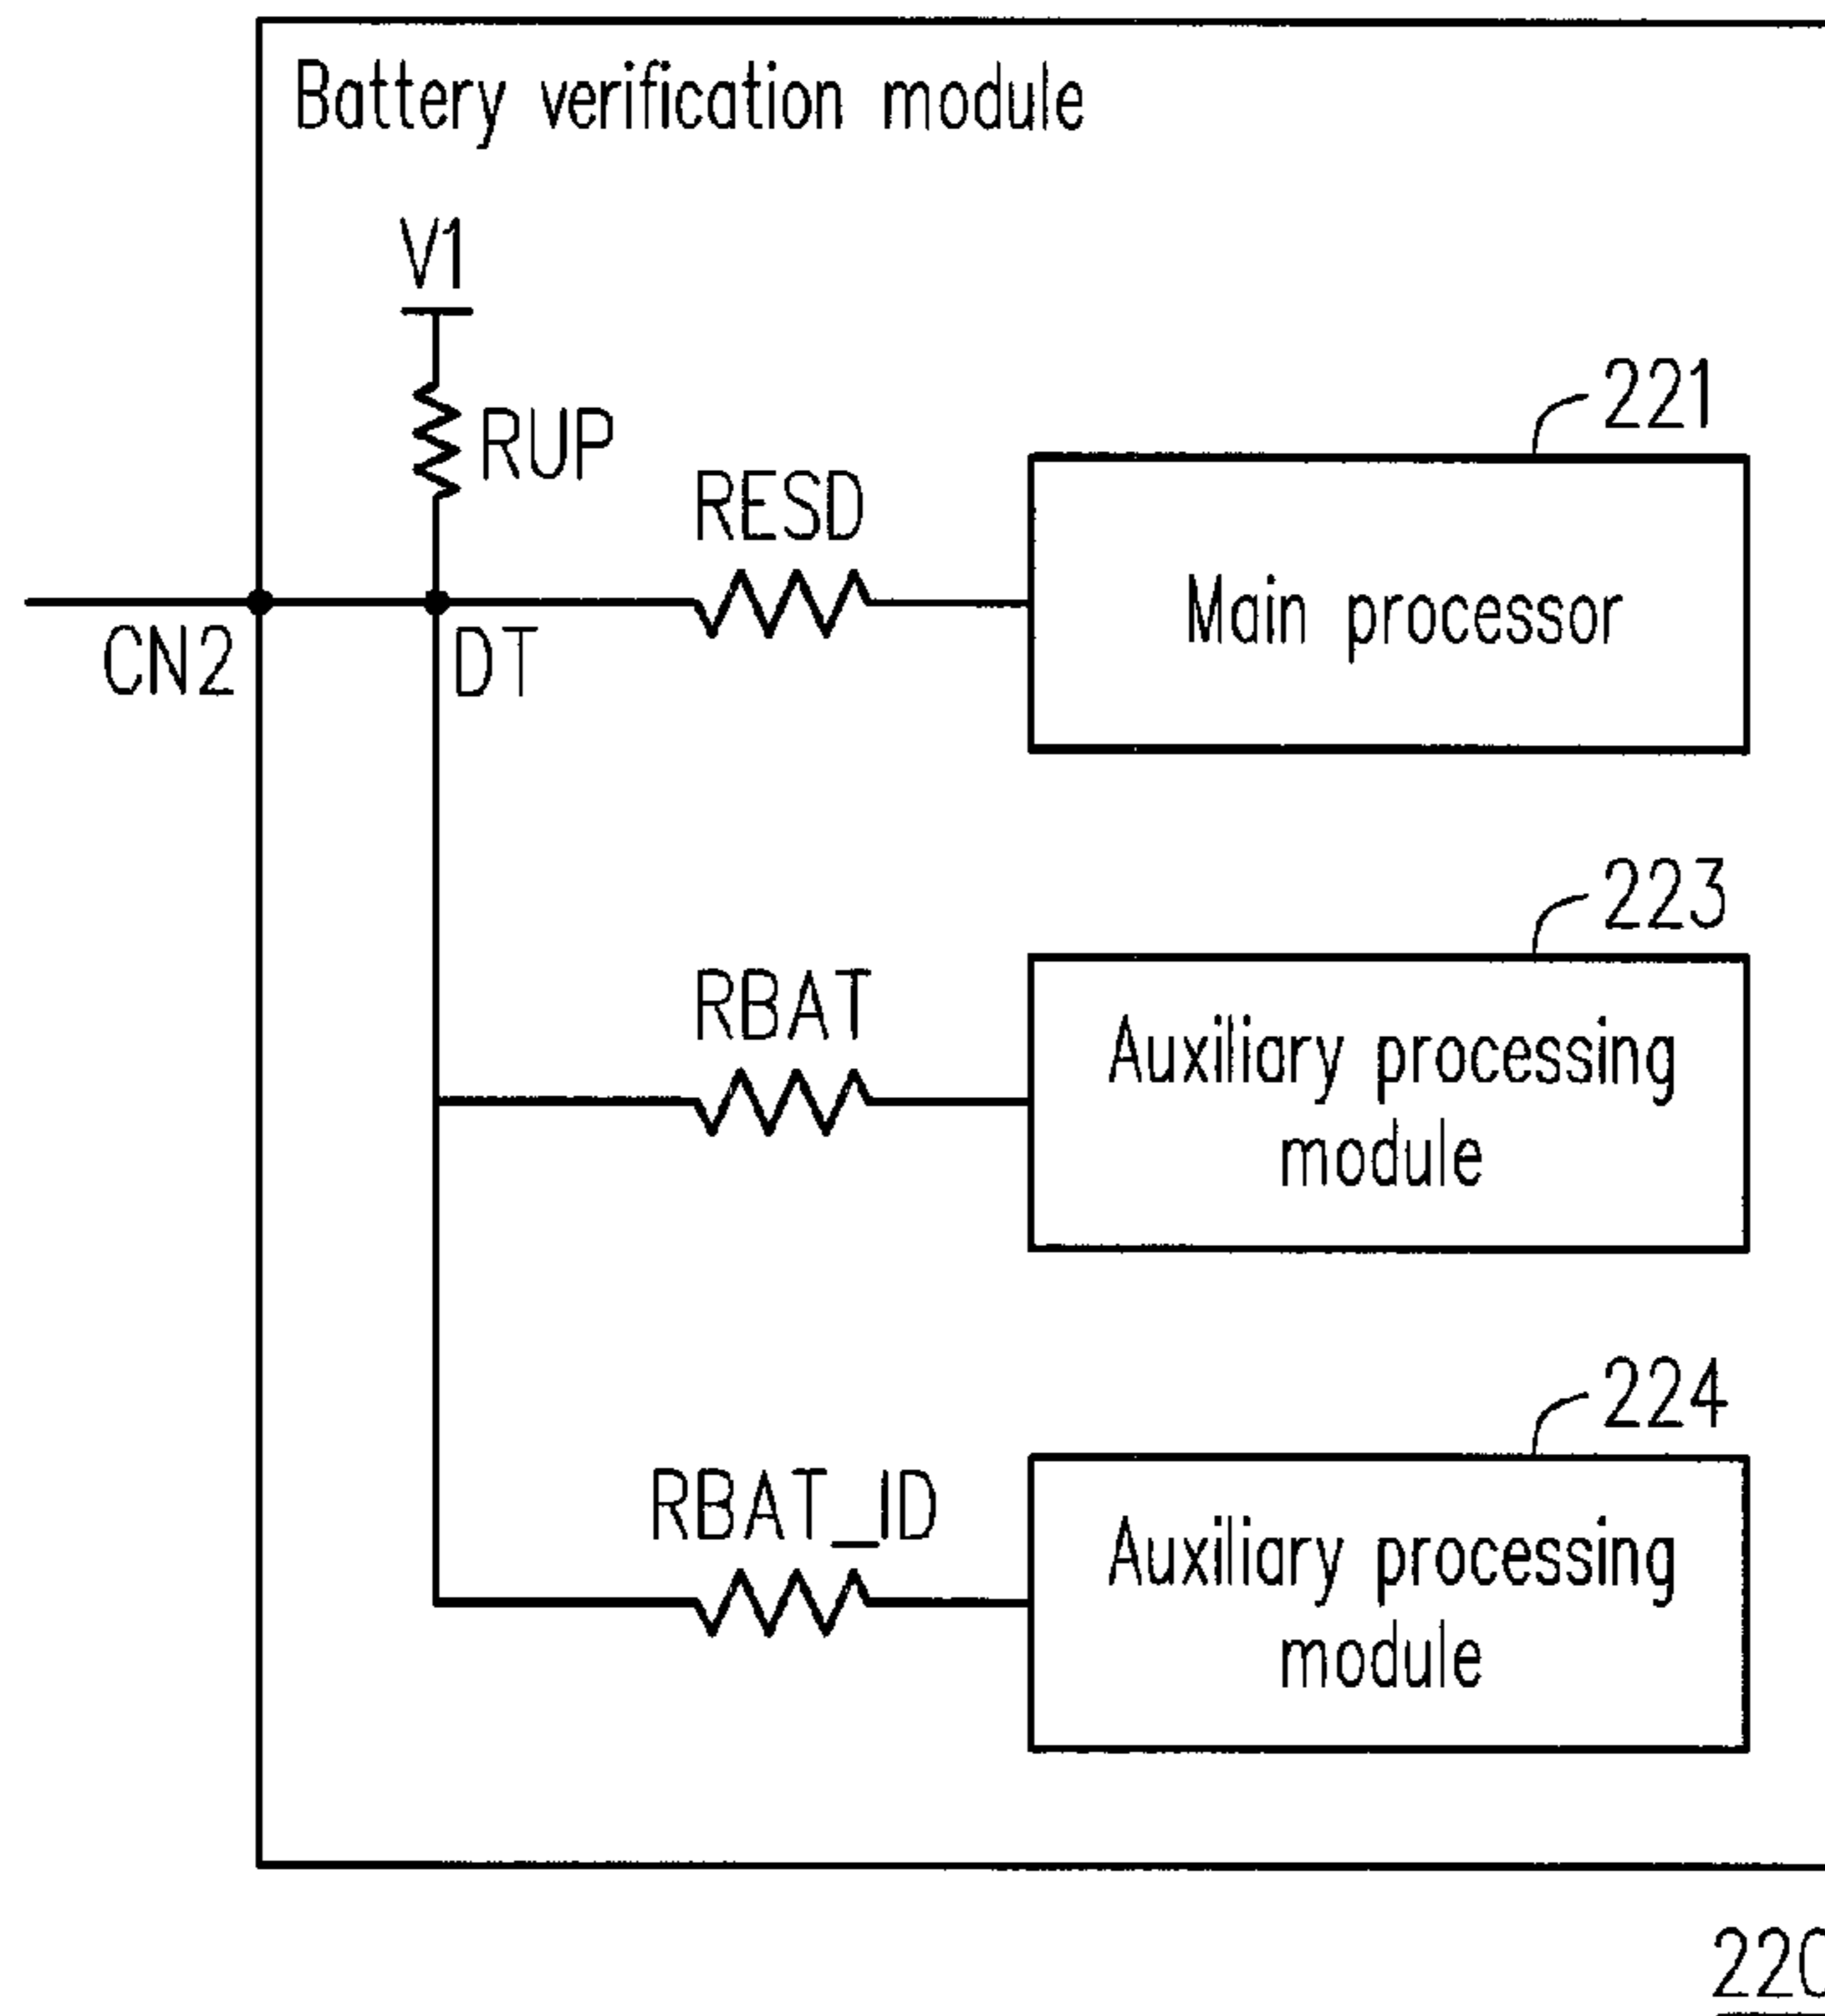 Battery verification module
V1
RUP
221
RESD
Main processor
CN2
DT
223
RBAT
Auxiliary processing
module
224
RBAT_ID
Auxiliary processing
module
220